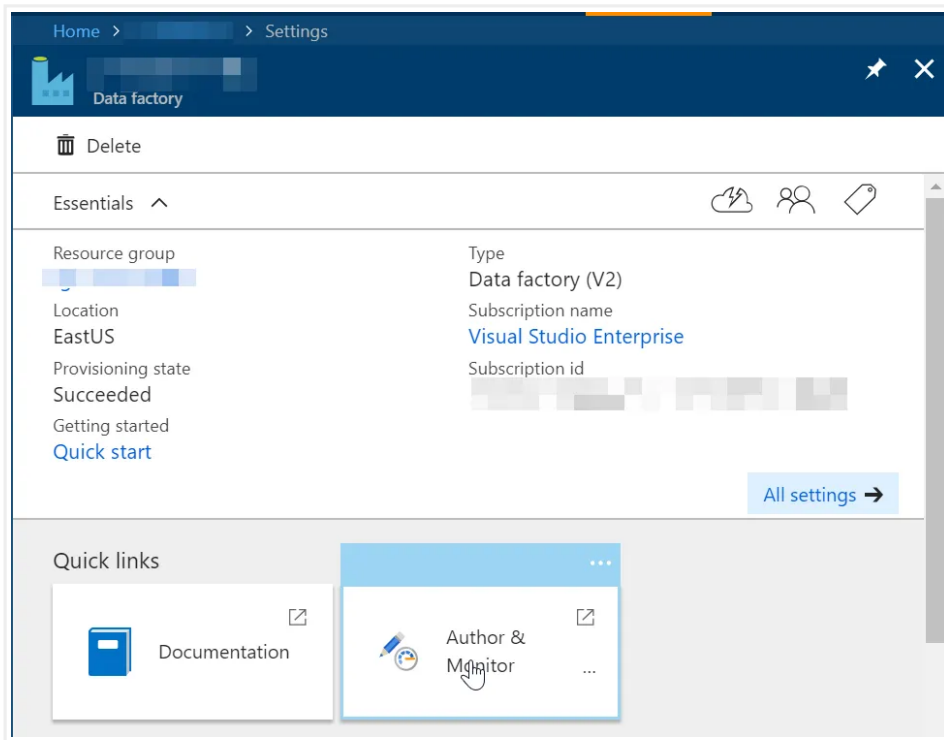 Home > > Settings
Data factory
Delete
Essentials
Resource group
Type
Data factory (V2)
Location
Subscription name
EastUS
Visual Studio Enterprise
Provisioning state
Subscription id
Succeeded
Getting started
Quick start
All settings →
Quick links
...
Documentation
Author &
Monitor
...